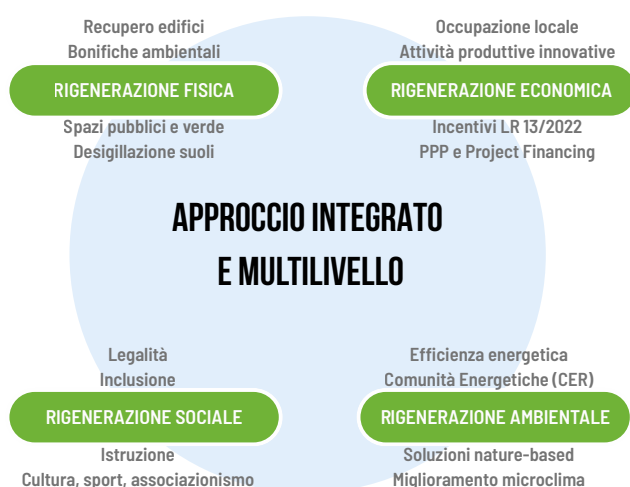 Recupero edifici
Bonifiche ambientali
RIGENERAZIONE FISICA
Spazi pubblici e verde
Desigillazione suoli
Occupazione locale
Attività produttive innovative
RIGENERAZIONE ECONOMICA
Incentivi LR 13/2022
PPP e Project Financing
APPROCCIO INTEGRATO
E MULTILIVELLO
Legalità
Inclusione
RIGENERAZIONE SOCIALE
Istruzione
Cultura, sport, associazionismo
Efficienza energetica
Comunità Energetiche (CER)
RIGENERAZIONE AMBIENTALE
Soluzioni nature-based
Miglioramento microclima